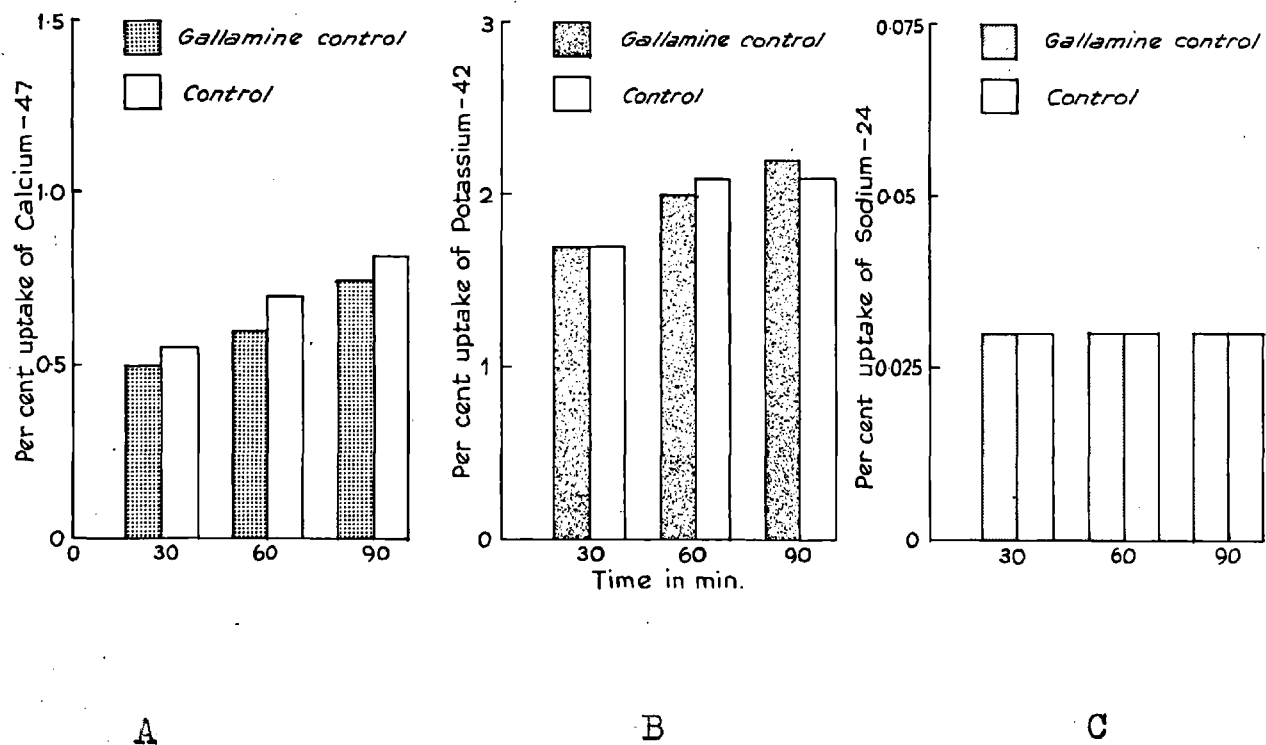 Per cent uptake of Calcium-47
1·5
1·0
0·5
0
Gallamine control
Control
0
30
60
90
Per cent uptake of Potassium-42
3
2
1
0
Gallamine control
Control
30
60
90
Time in min.
Per cent uptake of Sodium-24
0·075
0·05
0·025
0
Gallamine control
Control
30
60
90
A
B
C